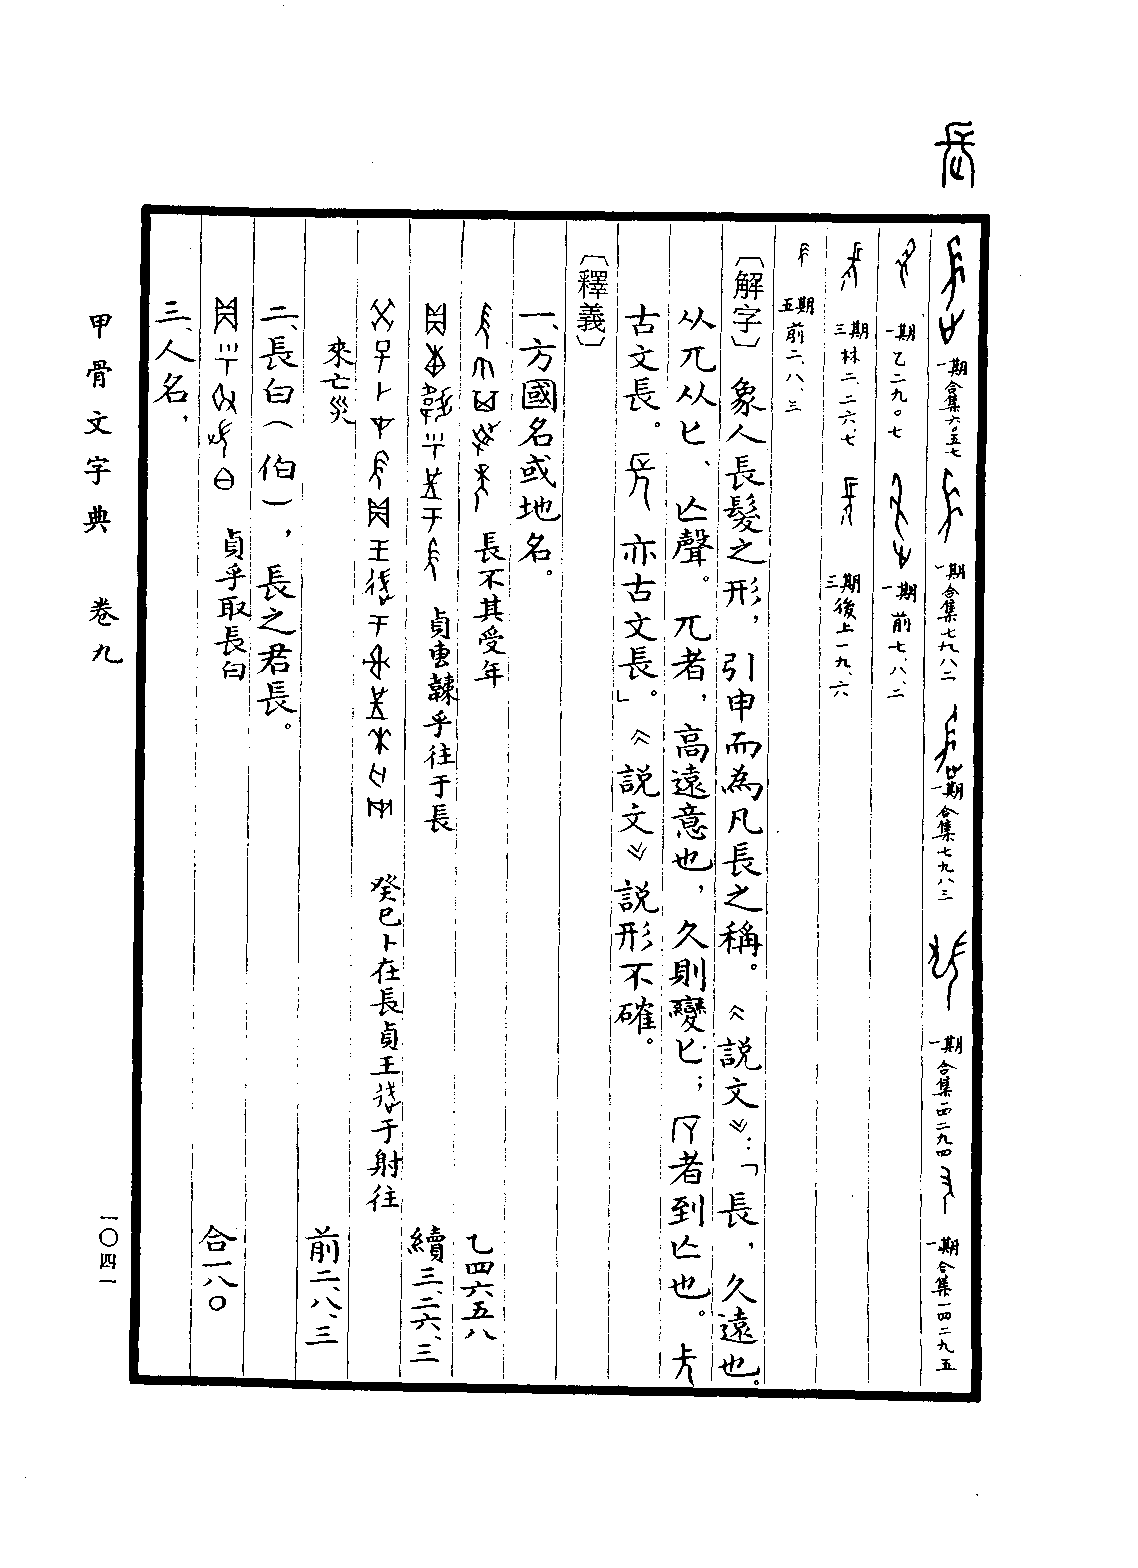 長
一期 合集六〇五七 一期 合集七九八二 一期 合集七九八三 一期 合集一四二九四 一期 合集一四二九五
一期 乙二九〇七 一期 前七、八、二
三期 林二、二六、七 三期 後上一九、六
五期 前二、八、三
〔解字〕象人長髮之形，引申而為凡長之稱。《說文》：「長，久遠也。
从兀从匕、亾聲。兀者，高遠意也，久則變匕；者到亾也。
古文長。亦古文長。」《說文》說形不確。
〔釋義〕
一、方國名或地名。
長不其受年 乙四六五八
貞叀𩏑乎往于長 續三、二六、三
癸巳卜在長貞王于射往
來亡災 前二、八、三
二、長白（伯），長之君長。
貞乎取長白 合一八〇
三、人名，
甲骨文字典 卷九
一〇四一